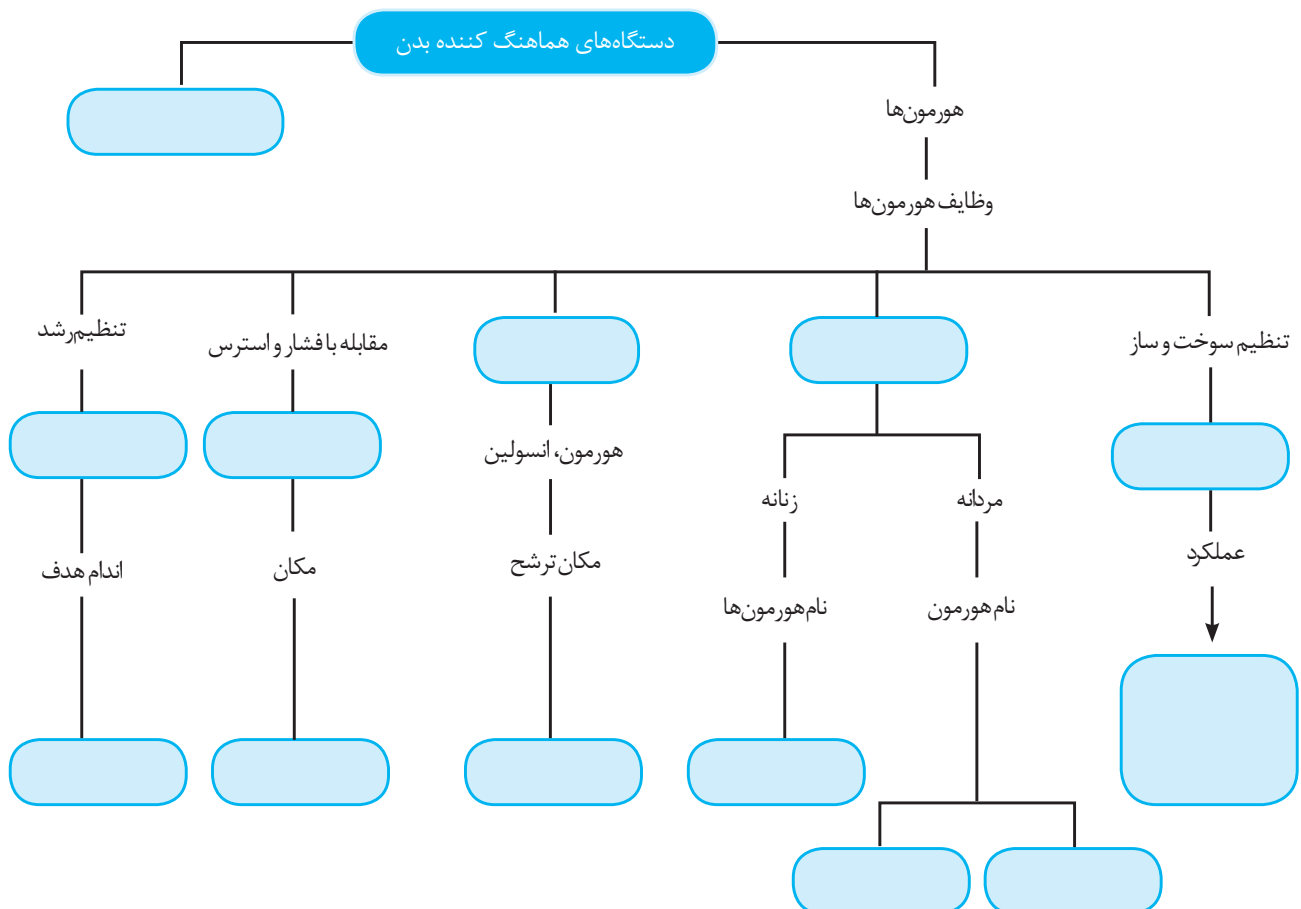 دستگاه‌های هماهنگ کننده بدن
هورمون‌ها
وظایف هورمون‌ها
تنظیم سوخت و ساز
مقابله با فشار و استرس
تنظیم رشد
هورمون، انسولین
مردانه
زنانه
عملکرد
مکان ترشح
مکان
اندام هدف
نام هورمون
نام هورمون‌ها